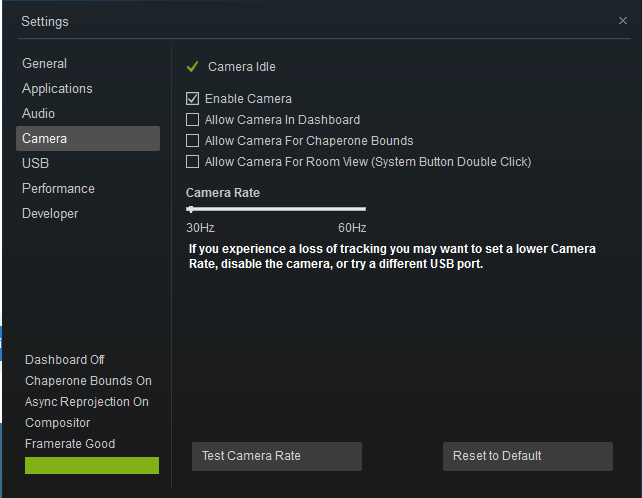 Settings
General
Applications
Audio
Camera
USB
Performance
Developer
Camera Idle
Enable Camera
Allow Camera In Dashboard
Allow Camera For Chaperone Bounds
Allow Camera For Room View (System Button Double Click)
Camera Rate
30Hz 60Hz
If you experience a loss of tracking you may want to set a lower Camera
Rate, disable the camera, or try a different USB port.
Dashboard Off
Chaperone Bounds On
Async Reprojection On
Compositor
Framerate Good
Test Camera Rate
Reset to Default